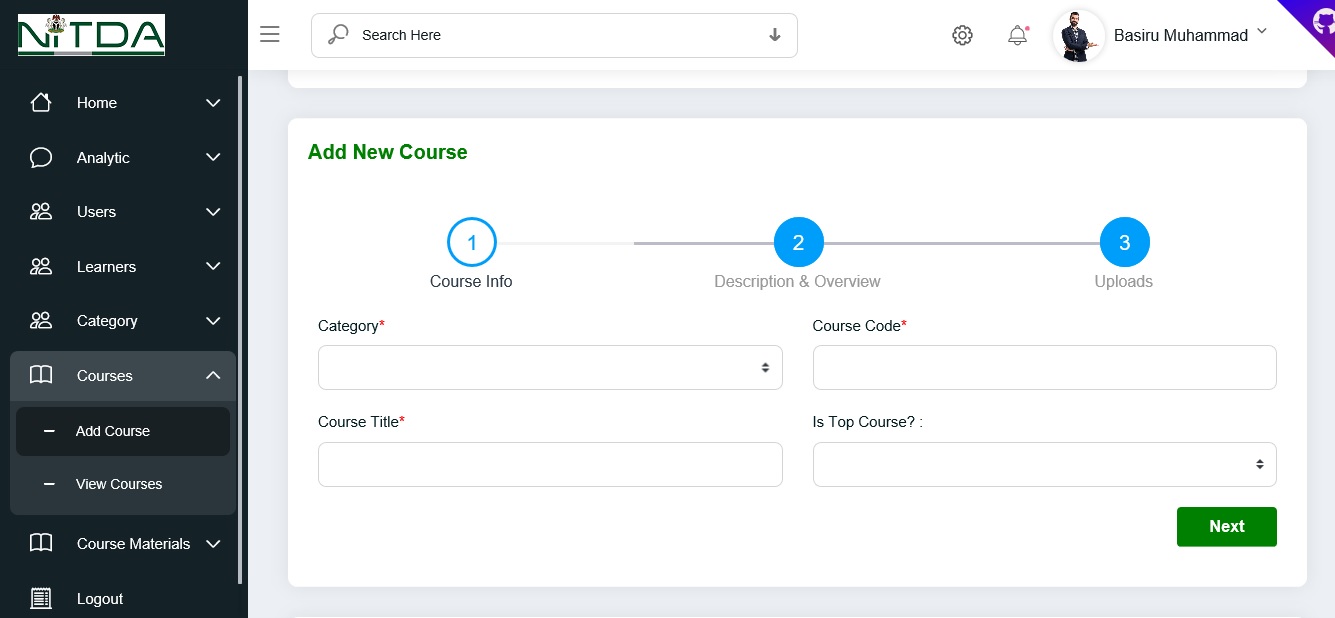 NITDA
Search Here
Basiru Muhammad
Home
Analytic
Users
Learners
Category
Courses
Add Course
View Courses
Course Materials
Logout
Add New Course
1
2
3
Course Info
Description & Overview
Uploads
Category*
Course Code*
Course Title*
Is Top Course? :
Next